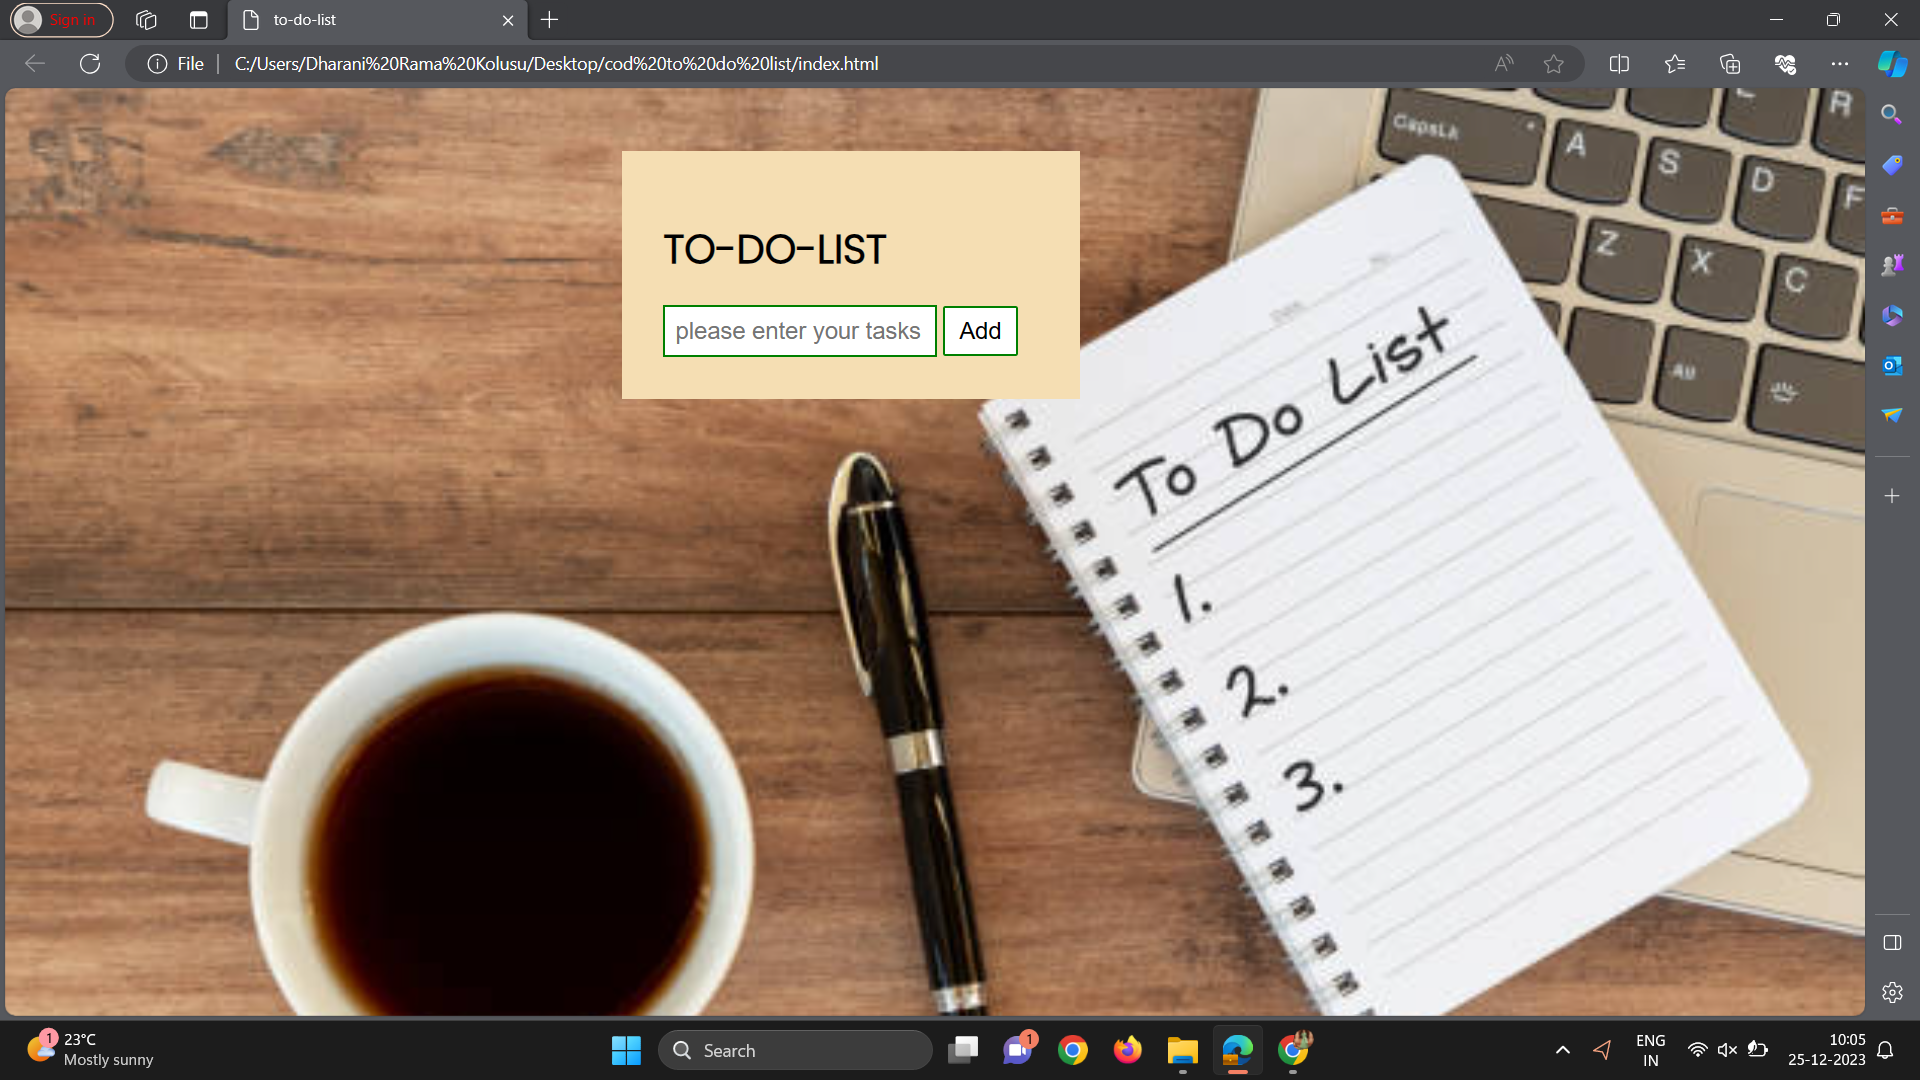 Sign in
to-do-list
File
C:/Users/Dharani%20Rama%20Kolusu/Desktop/cod%20to%20do%20list/index.html
TO-DO-LIST
please enter your tasks
Add
CapsLk
A
S
D
F
R
Z
X
C
Alt
To Do List
1.
2.
3.
1
23°C
Mostly sunny
Search
1
ENG
IN
10:05
25-12-2023